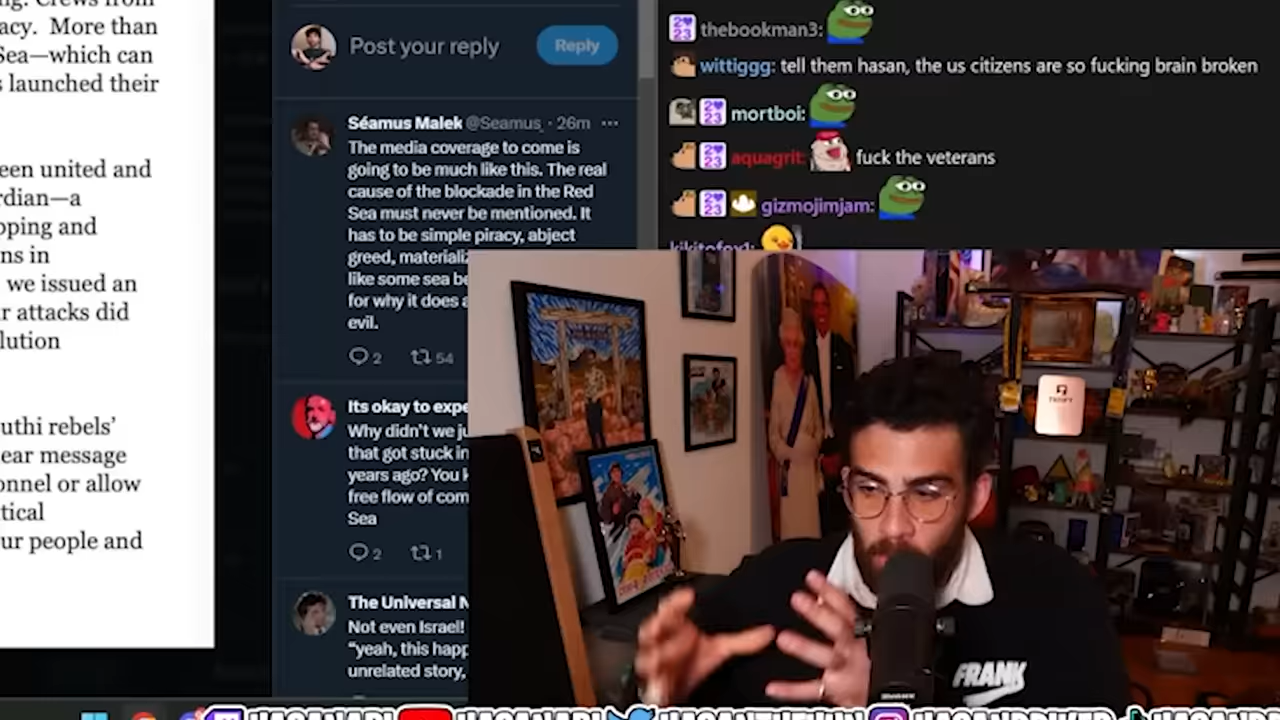 acy. More than
Sea—which can
s launched their
een united and
rdian—a
pping and
ns in
we issued an
r attacks did
lution
uthi rebels'
ear message
onnel or allow
tical
ur people and
Post your reply
Reply
Séamus Malek @Seamus_ · 26m ...
The media coverage to come is
going to be much like this. The real
cause of the blockade in the Red
Sea must never be mentioned. It
has to be simple piracy, abject
greed, materiali
like some sea be
for why it does a
evil.
2 54
Its okay to expe
Why didn't we ju
that got stuck in
years ago? You k
free flow of com
Sea
2 1
The Universal N
Not even Israel!
"yeah, this happ
unrelated story,
thebookman3:
wittiggg: tell them hasan, the us citizens are so fucking brain broken
mortboi:
aquagrit: fuck the veterans
gizmojimjam:
FRANK
HASANABI HASANABI HASANTHEHUN HASANDPIKER